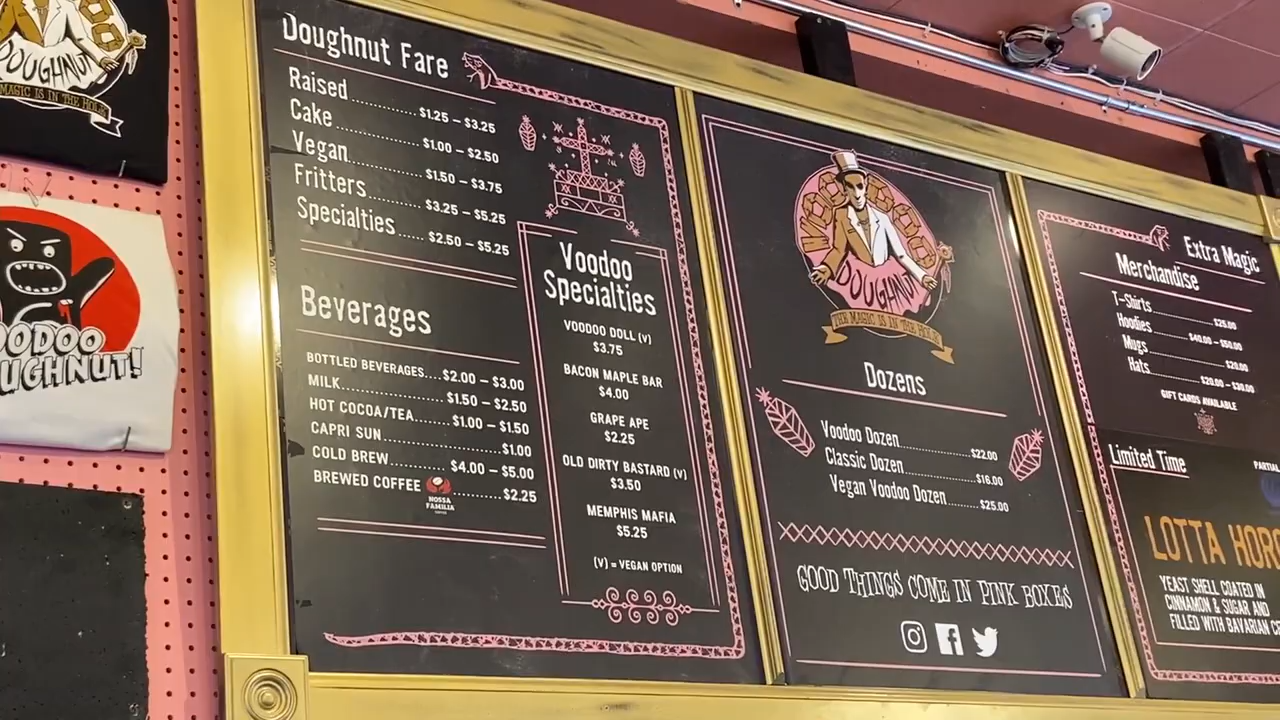 DOUGHNUT
MAGIC IS IN THE HOLE
OODOO
UGHNUT!
Doughnut Fare
Raised ........ $1.25 – $3.25
Cake ........ $1.00 – $2.50
Vegan ........ $1.50 – $3.75
Fritters ........ $3.25 – $5.25
Specialties ...... $2.50 – $5.25
Beverages
BOTTLED BEVERAGES .... $2.00 – $3.00
MILK ........ $1.50 – $2.50
HOT COCOA/TEA ........ $1.00 – $1.50
CAPRI SUN ........ $1.00
COLD BREW ........ $4.00 – $5.00
BREWED COFFEE NOSSA FAMILIA ........ $2.25
Voodoo
Specialties
VOODOO DOLL (V)
$3.75
BACON MAPLE BAR
$4.00
GRAPE APE
$2.25
OLD DIRTY BASTARD (V)
$3.50
MEMPHIS MAFIA
$5.25
(V) = VEGAN OPTION
VOODOO
DOUGHNUT
THE MAGIC IS IN THE HOLE
Dozens
Voodoo Dozen ........ $22.00
Classic Dozen ........ $16.00
Vegan Voodoo Dozen ........ $25.00
GOOD THINGS COME IN PINK BOXES
Extra Magic
Merchandise
T-Shirts ........ $25.00
Hoodies ........ $40.00 – $50.00
Mugs ........ $20.00
Hats ........ $20.00 – $30.00
GIFT CARDS AVAILABLE
Limited Time
PARTIAL
LOTTA HORC
YEAST SHELL COATED IN
CINNAMON & SUGAR AND
FILLED WITH BAVARIAN CR